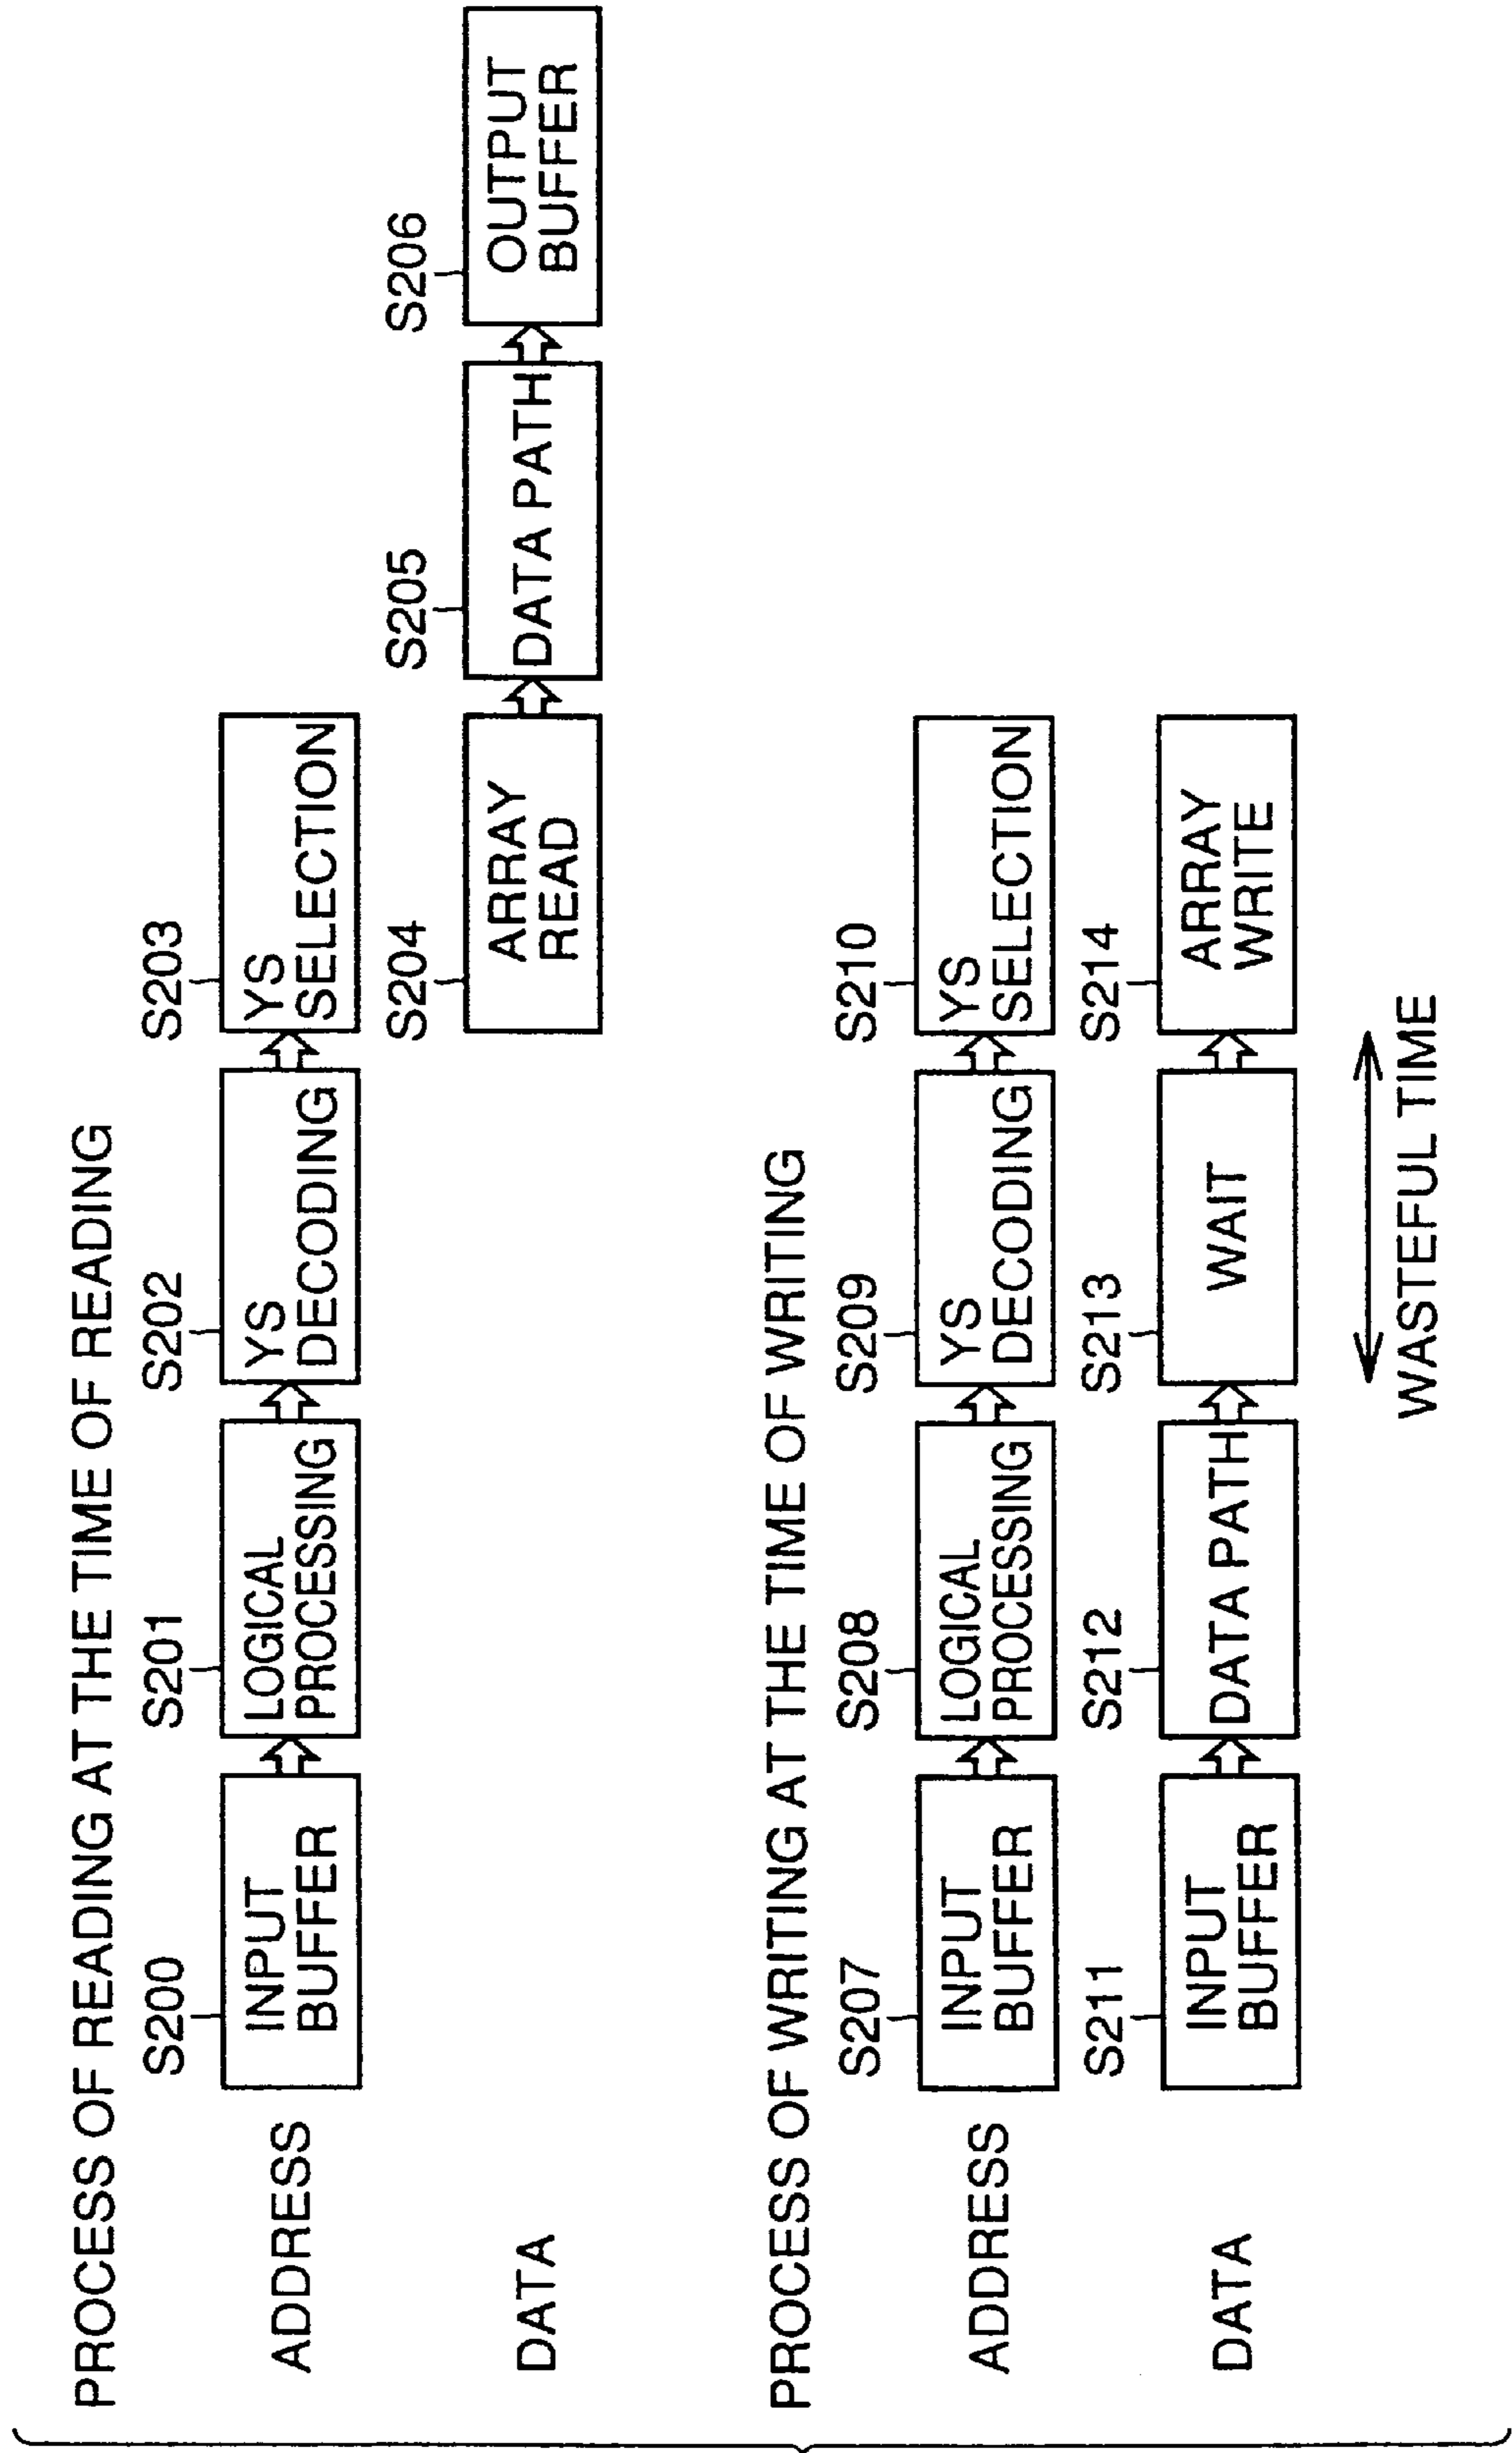 PROCESS OF READING AT THE TIME OF READING
S200
S201
S202
S203
ADDRESS
INPUT
BUFFER
LOGICAL
PROCESSING
YS
DECODING
YS
SELECTION
S204
S205
S206
DATA
ARRAY
READ
DATA PATH
OUTPUT
BUFFER
PROCESS OF WRITING AT THE TIME OF WRITING
S207
S208
S209
S210
ADDRESS
INPUT
BUFFER
LOGICAL
PROCESSING
YS
DECODING
YS
SELECTION
S211
S212
S213
S214
DATA
INPUT
BUFFER
DATA PATH
WAIT
ARRAY
WRITE
WASTEFUL TIME